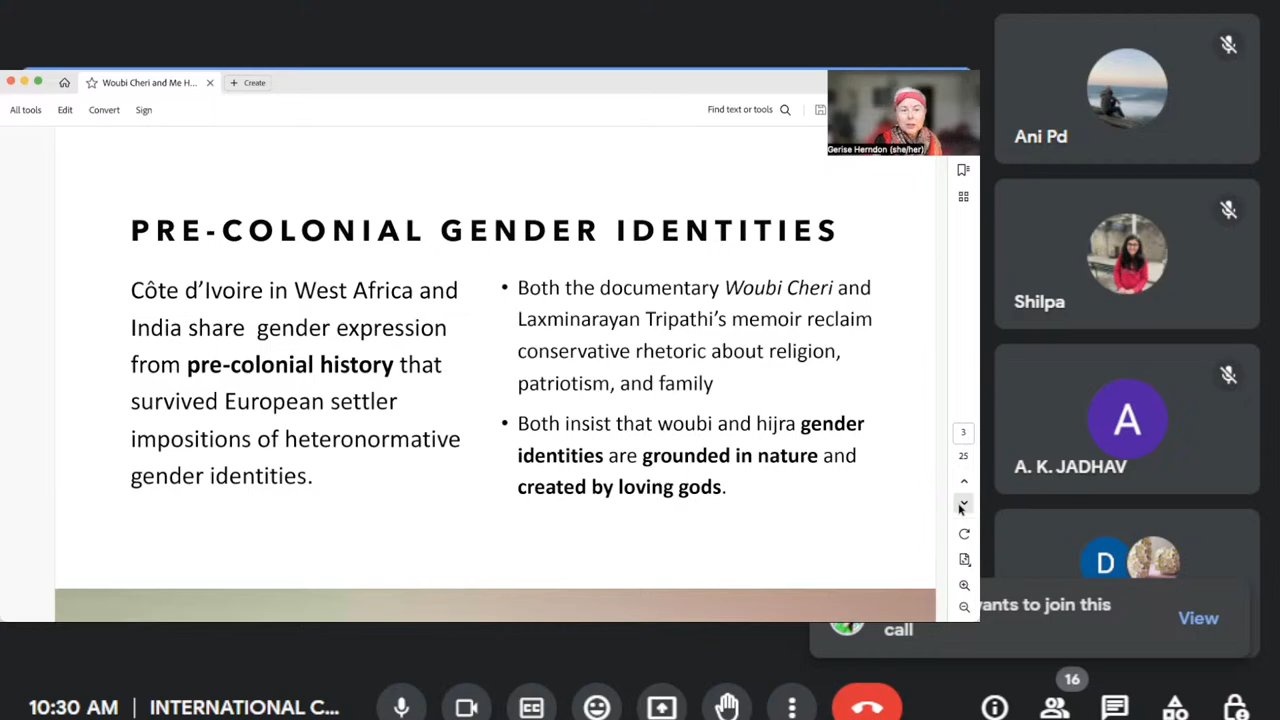 Woubi Cheri and Me H...
Create
All tools
Edit
Convert
Sign
Find text or tools
Gerise Herndon (she/her)
PRE-COLONIAL GENDER IDENTITIES
Côte d’Ivoire in West Africa and
India share gender expression
from pre-colonial history that
survived European settler
impositions of heteronormative
gender identities.
• Both the documentary Woubi Cheri and
Laxminarayan Tripathi’s memoir reclaim
conservative rhetoric about religion,
patriotism, and family
• Both insist that woubi and hijra gender
identities are grounded in nature and
created by loving gods.
3
25
Ani Pd
Shilpa
A
A. K. JADHAV
D
wants to join this
call
View
16
10:30 AM | INTERNATIONAL C...
CC